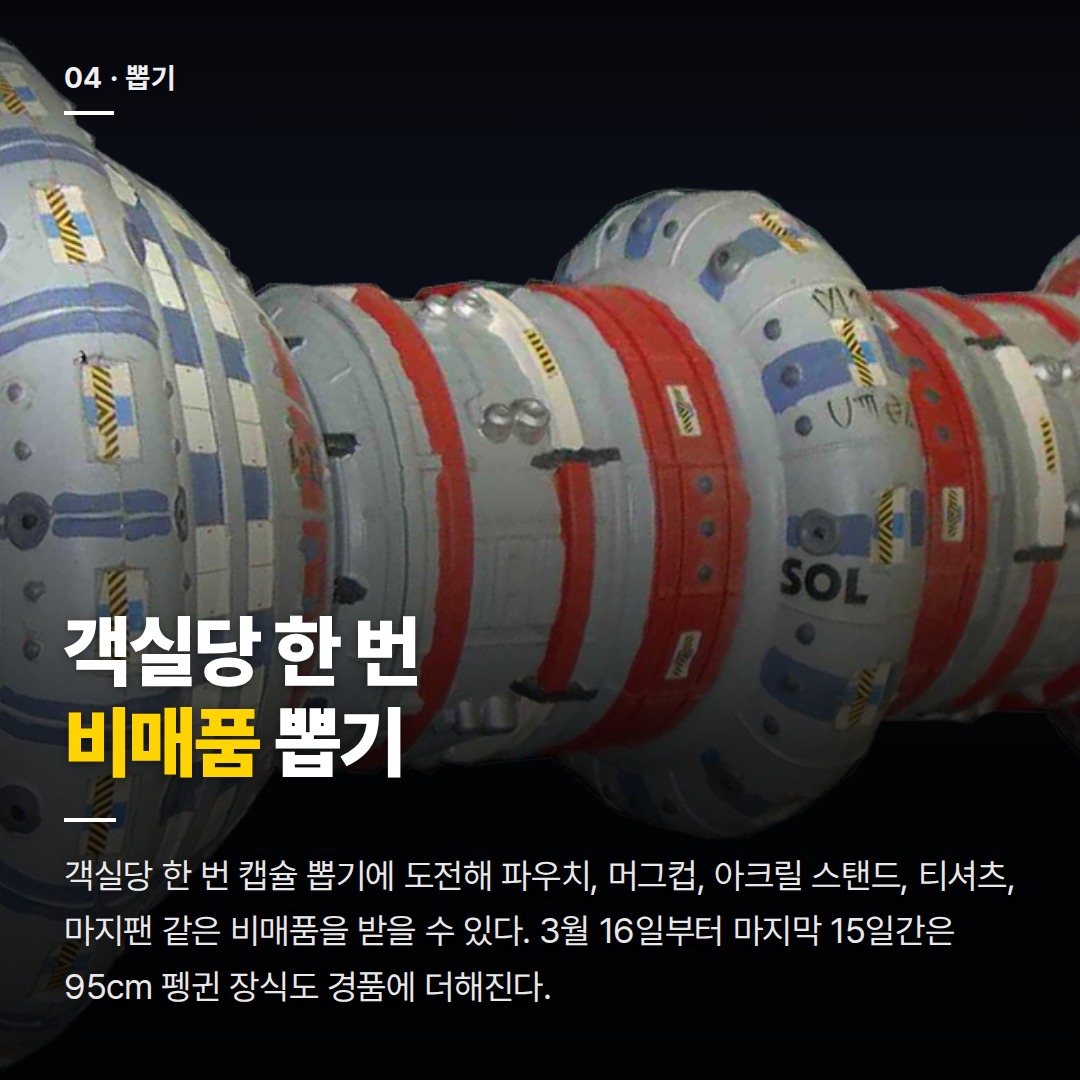 04 · 뽑기
SOL
객실당 한 번
비매품 뽑기
객실당 한 번 캡슐 뽑기에 도전해 파우치, 머그컵, 아크릴 스탠드, 티셔츠,
마지팬 같은 비매품을 받을 수 있다. 3월 16일부터 마지막 15일간은
95cm 펭귄 장식도 경품에 더해진다.